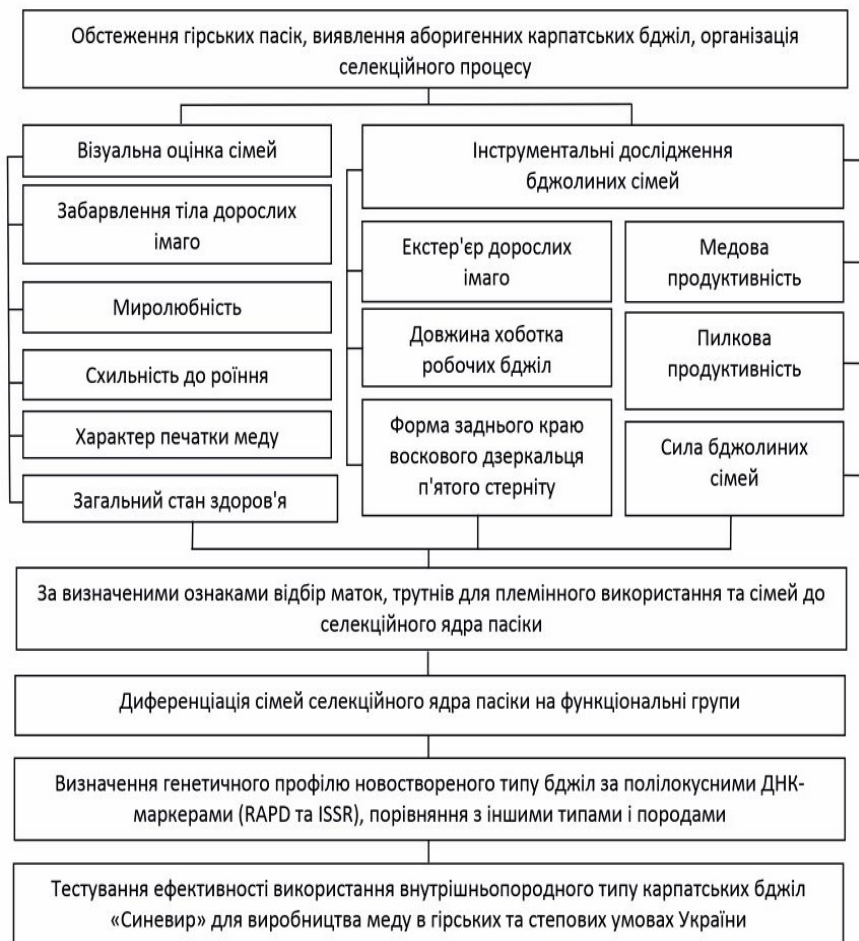 Обстеження гірських пасік, виявлення аборигенних карпатських бджіл, організація
селекційного процесу
Візуальна оцінка сімей
Забарвлення тіла дорослих
імаго
Миролюбність
Схильність до роїння
Характер печатки меду
Загальний стан здоров'я
Інструментальні дослідження
бджолиних сімей
Екстер'єр дорослих
імаго
Довжина хоботка
робочих бджіл
Форма заднього краю
воскового дзеркальця
п'ятого стерніту
Медова
продуктивність
Пилкова
продуктивність
Сила бджолиних
сімей
За визначеними ознаками відбір маток, трутнів для племінного використання та сімей до
селекційного ядра пасіки
Диференціація сімей селекційного ядра пасіки на функціональні групи
Визначення генетичного профілю новоствореного типу бджіл за полілокусними ДНК-
маркерами (RAPD та ISSR), порівняння з іншими типами і породами
Тестування ефективності використання внутрішньопородного типу карпатських бджіл
«Синевир» для виробництва меду в гірських та степових умовах України